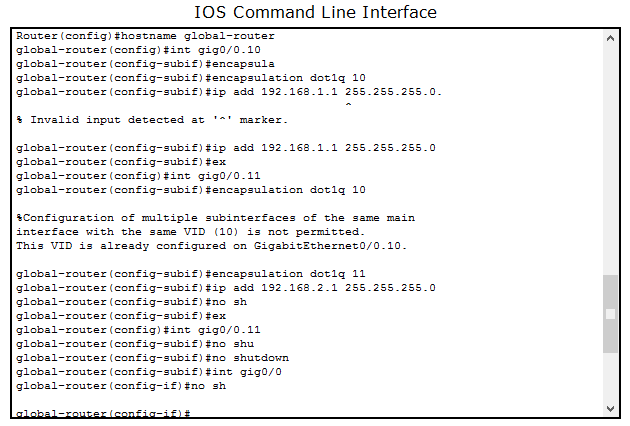 IOS Command Line Interface
Router(config)#hostname global-router
global-router(config)#int gig0/0.10
global-router(config-subif)#encapsula
global-router(config-subif)#encapsulation dot1q 10
global-router(config-subif)#ip add 192.168.1.1 255.255.255.0.
^
% Invalid input detected at '^' marker.
global-router(config-subif)#ip add 192.168.1.1 255.255.255.0
global-router(config-subif)#ex
global-router(config)#int gig0/0.11
global-router(config-subif)#encapsulation dot1q 10
%Configuration of multiple subinterfaces of the same main
interface with the same VID (10) is not permitted.
This VID is already configured on GigabitEthernet0/0.10.
global-router(config-subif)#encapsulation dot1q 11
global-router(config-subif)#ip add 192.168.2.1 255.255.255.0
global-router(config-subif)#no sh
global-router(config-subif)#ex
global-router(config)#int gig0/0.11
global-router(config-subif)#no shu
global-router(config-subif)#no shutdown
global-router(config-subif)#int gig0/0
global-router(config-if)#no sh
global-router(config-if)#